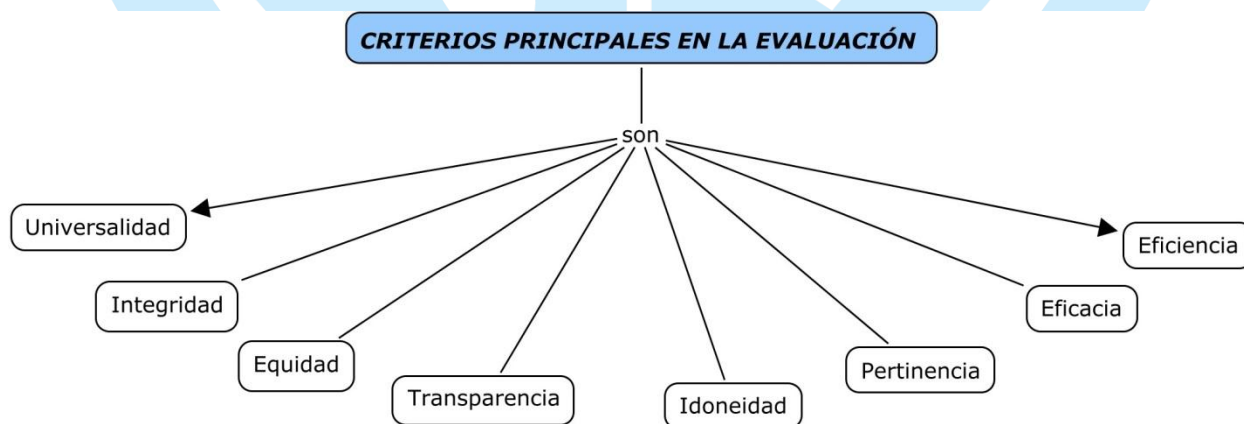 CRITERIOS PRINCIPALES EN LA EVALUACIÓN
son
Universalidad
Integridad
Equidad
Transparencia
Idoneidad
Pertinencia
Eficacia
Eficiencia